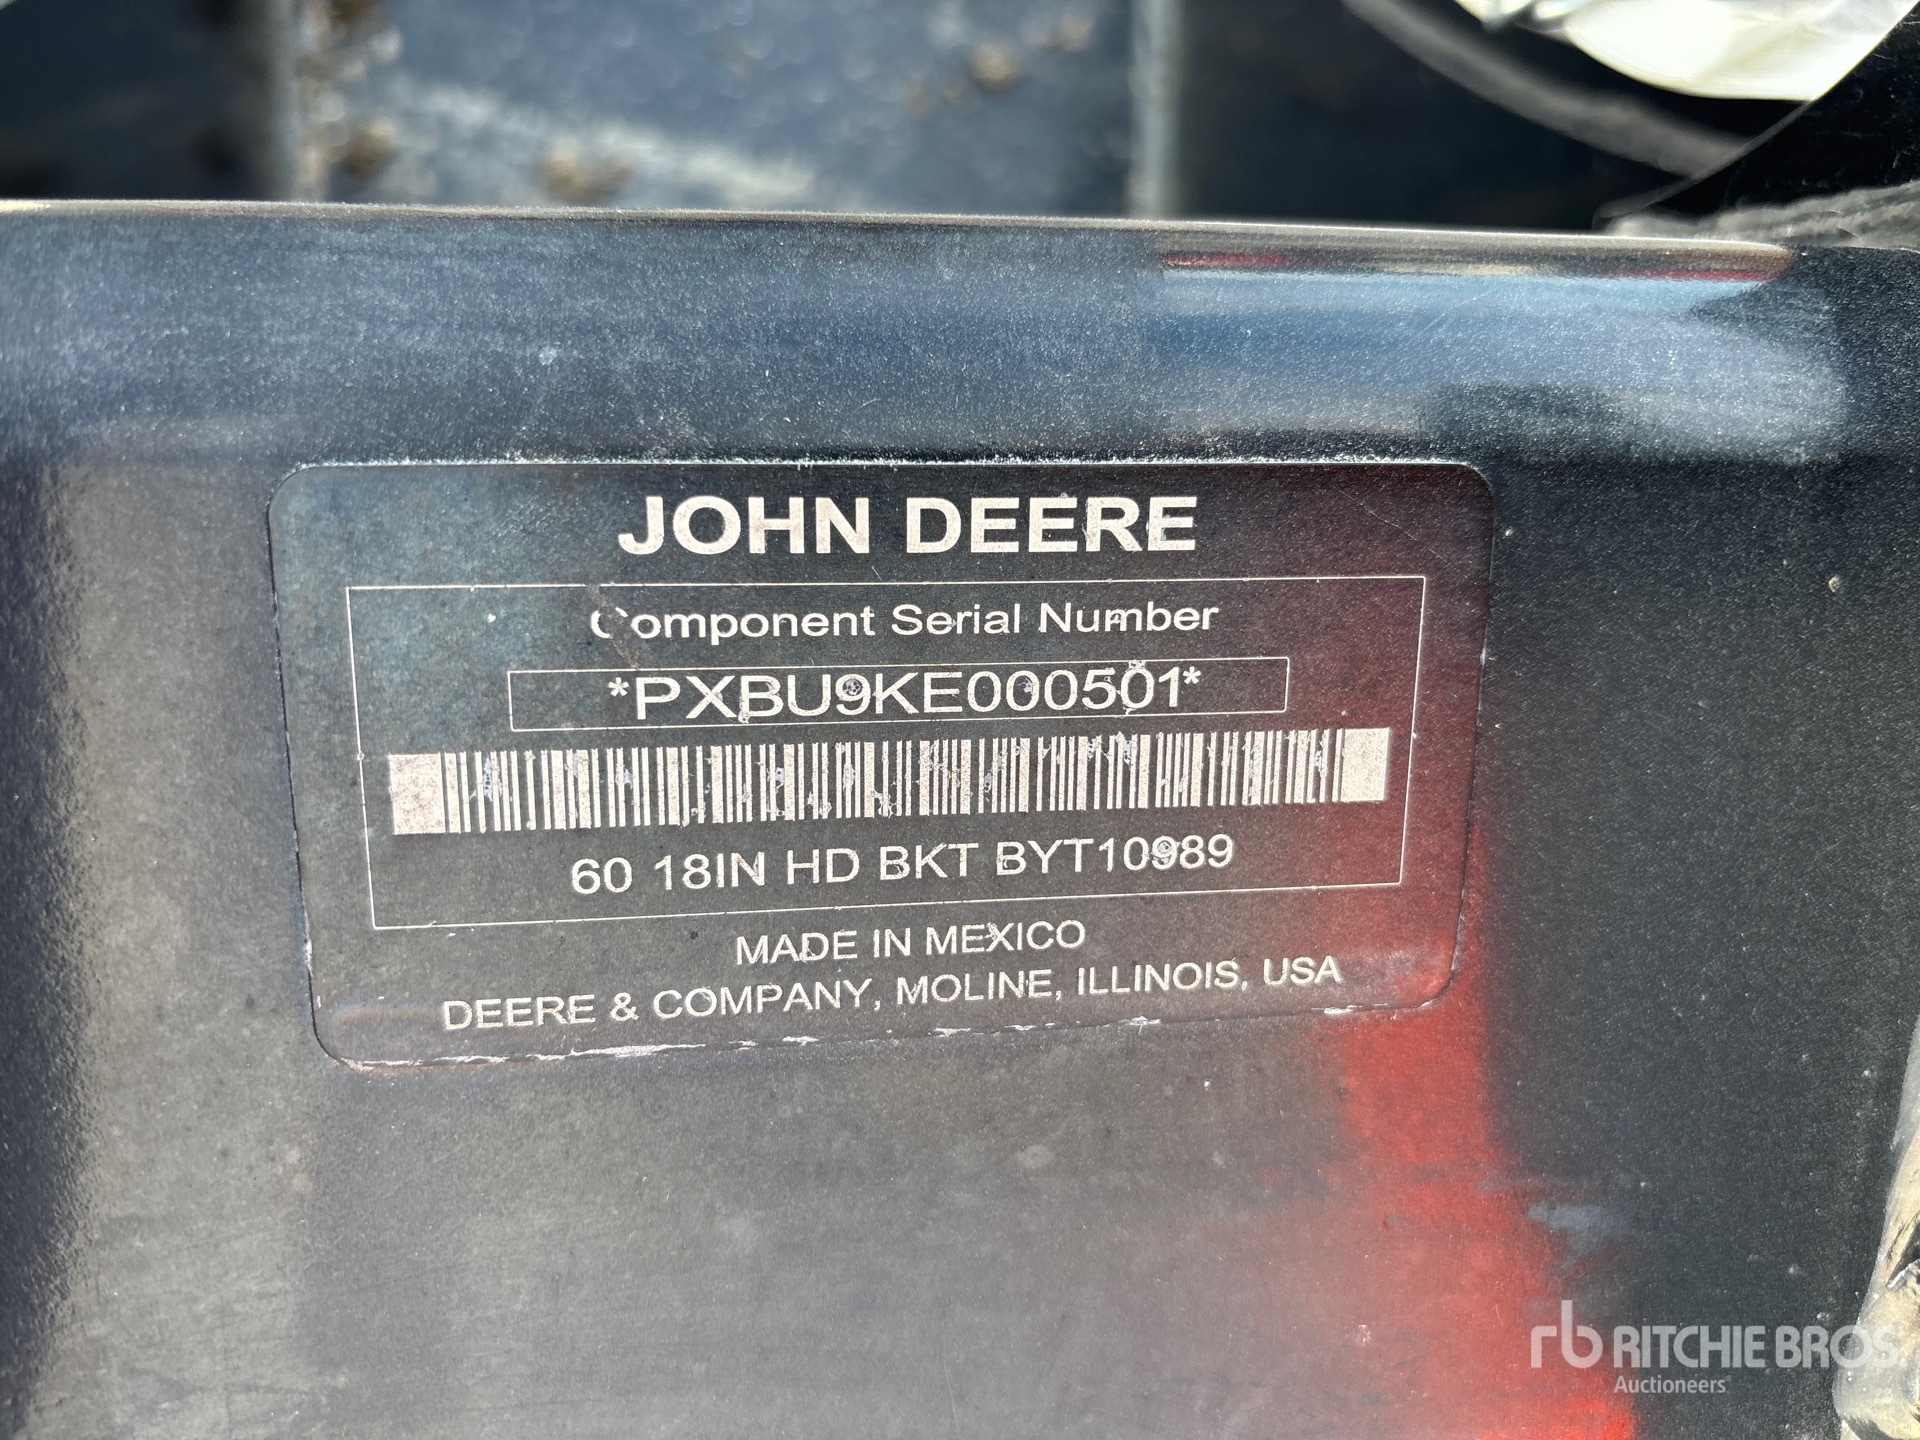 JOHN DEERE
Component Serial Number
*PXBU9KE000501*
60 18IN HD BKT BYT10989
MADE IN MEXICO
DEERE & COMPANY, MOLINE, ILLINOIS, USA
rb RITCHIE BROS.
Auctioneers